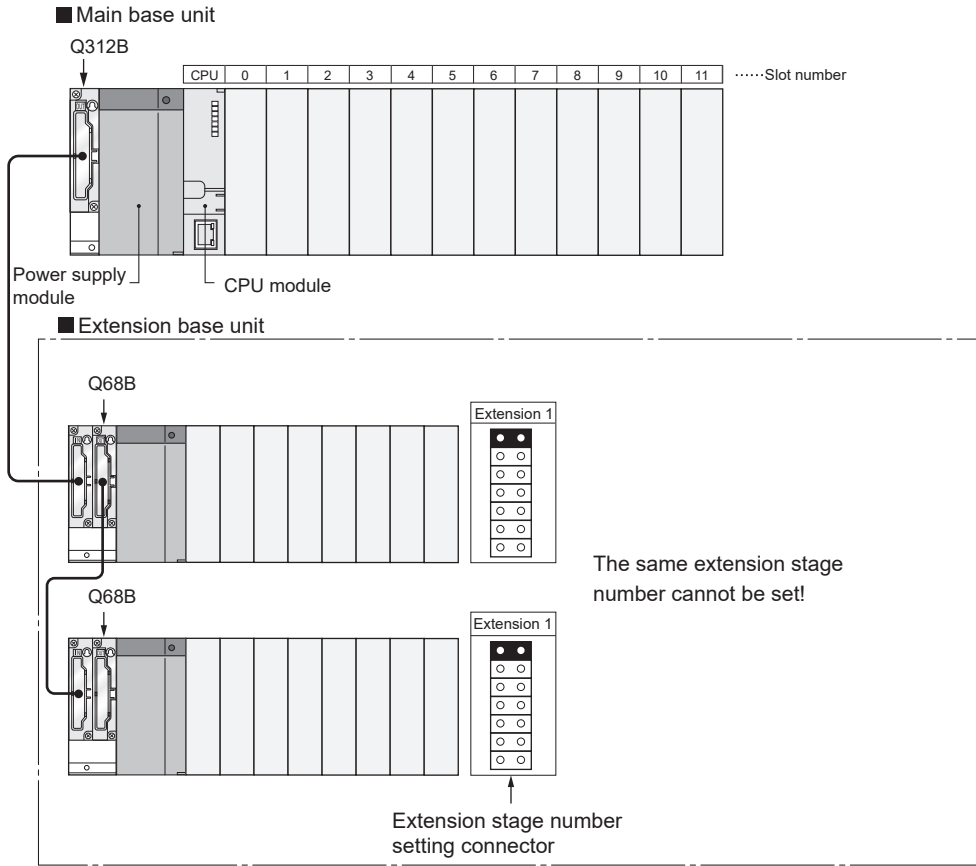 ■ Main base unit
Q312B
CPU 0 1 2 3 4 5 6 7 8 9 10 11 ······Slot number
Power supply
module
CPU module
■ Extension base unit
Q68B
Extension 1
The same extension stage
number cannot be set!
Q68B
Extension 1
Extension stage number
setting connector